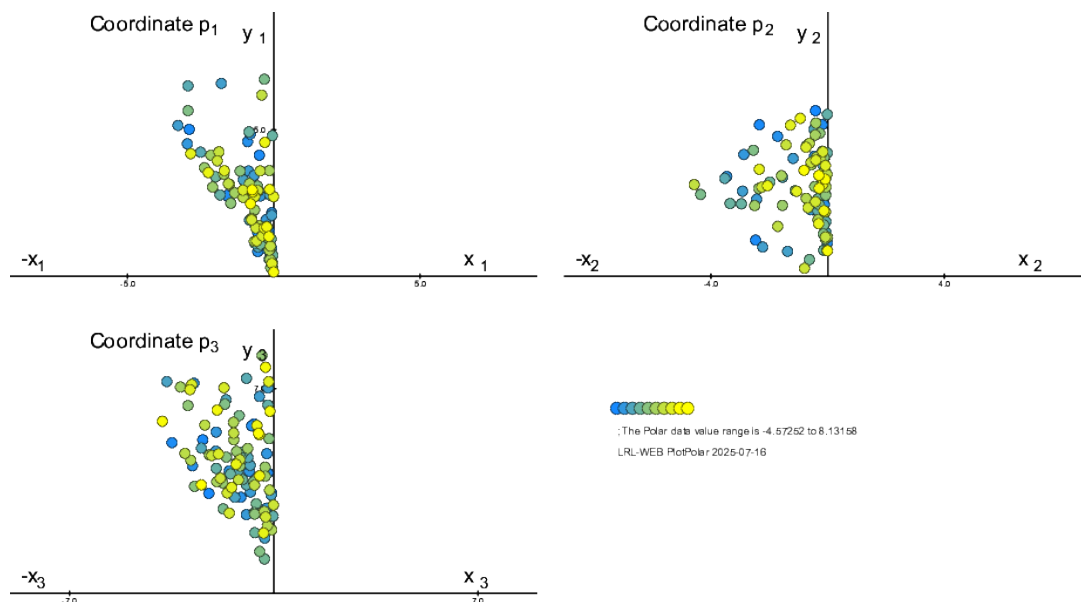 Coordinate p1
y 1
5.0
-x1
x 1
-5.0
5.0
Coordinate p2
y 2
-x2
x 2
-4.0
4.0
Coordinate p3
y 3
7.0
-x3
x 3
-7.0
7.0
;The Polar data value range is -4.57252 to 8.13158
LRL-WEB PlotPolar 2025-07-16